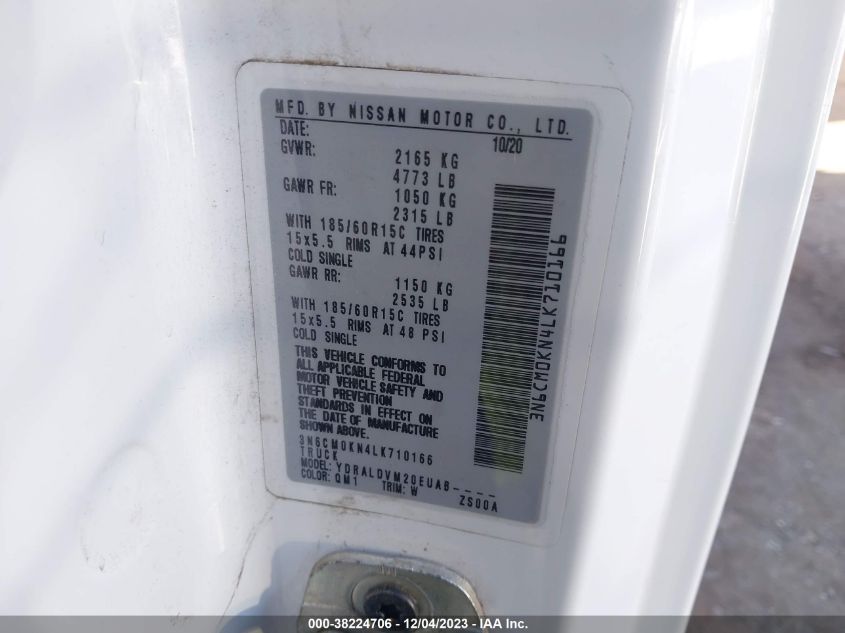 MFD. BY NISSAN MOTOR CO., LTD.
DATE: 10/20
GVWR: 2165 KG
4773 LB
GAWR FR: 1050 KG
2315 LB
WITH 185/60R15C TIRES
15x5.5 RIMS AT 44PSI
COLD SINGLE
GAWR RR: 1150 KG
2535 LB
WITH 185/60R15C TIRES
15x5.5 RIMS AT 48 PSI
COLD SINGLE
THIS VEHICLE CONFORMS TO
ALL APPLICABLE FEDERAL
MOTOR VEHICLE SAFETY AND
THEFT PREVENTION
STANDARDS IN EFFECT ON
THE DATE OF MANUFACTURE
SHOWN ABOVE.
3N6CM0KN4LK710166
TRUCK
MODEL: YDRALDVM20EUAB----
COLOR: QM1 TRIM: W ZS00A
3N6CM0KN4LK710166
000-38224706 - 12/04/2023 - IAAI.COM